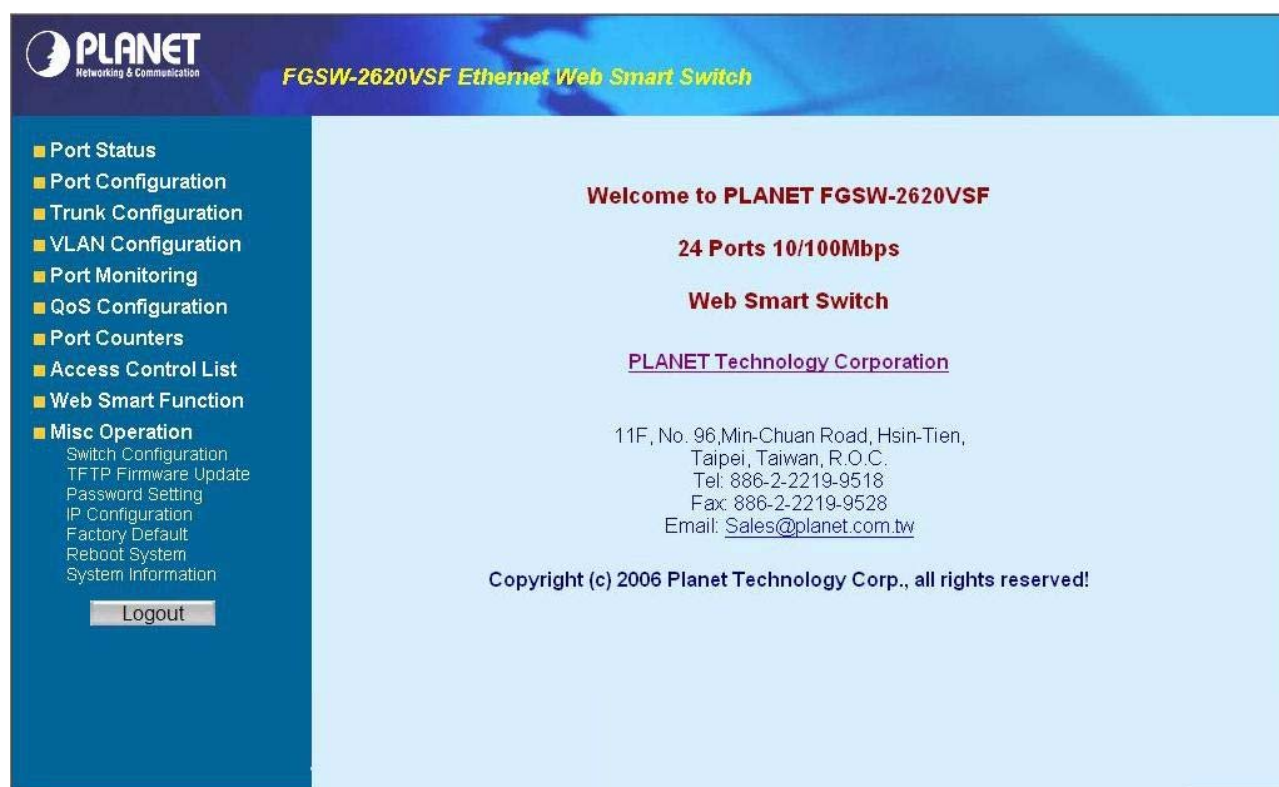 PLANET
Networking & Communication
FGSW-2620VSF Ethernet Web Smart Switch
Port Status
Port Configuration
Trunk Configuration
VLAN Configuration
Port Monitoring
QoS Configuration
Port Counters
Access Control List
Web Smart Function
Misc Operation
Switch Configuration
TFTP Firmware Update
Password Setting
IP Configuration
Factory Default
Reboot System
System Information
Logout
Welcome to PLANET FGSW-2620VSF
24 Ports 10/100Mbps
Web Smart Switch
PLANET Technology Corporation
11F, No. 96,Min-Chuan Road, Hsin-Tien,
Taipei, Taiwan, R.O.C.
Tel: 886-2-2219-9518
Fax: 886-2-2219-9528
Email: Sales@planet.com.tw
Copyright (c) 2006 Planet Technology Corp., all rights reserved!